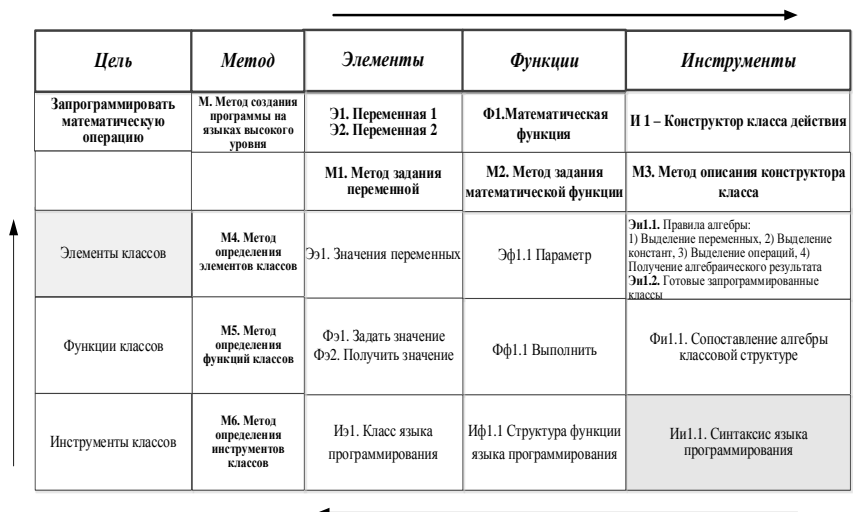 Цель Метод Элементы Функции Инструменты
Запрограммировать
математическую
операцию
М. Метод создания
программы на
языках высокого
уровня
Э1. Переменная 1
Э2. Переменная 2
Ф1.Математическая
функция
И 1 – Конструктор класса действия
М1. Метод задания
переменной
М2. Метод задания
математической функции
М3. Метод описания конструктора
класса
Элементы классов
М4. Метод
определения
элементов классов
Ээ1. Значения переменных
Эф1.1 Параметр
Эи1.1. Правила алгебры:
1) Выделение переменных, 2) Выделение
констант, 3) Выделение операций, 4)
Получение алгебраического результата
Эи1.2. Готовые запрограммированные
классы
Функции классов
М5. Метод
определения
функций классов
Фэ1. Задать значение
Фэ2. Получить значение
Фф1.1 Выполнить
Фи1.1. Сопоставление алгебры
классовой структуре
Инструменты классов
М6. Метод
определения
инструментов
классов
Иэ1. Класс языка
программирования
Иф1.1 Структура функции
языка программирования
Ии1.1. Синтаксис языка
программирования